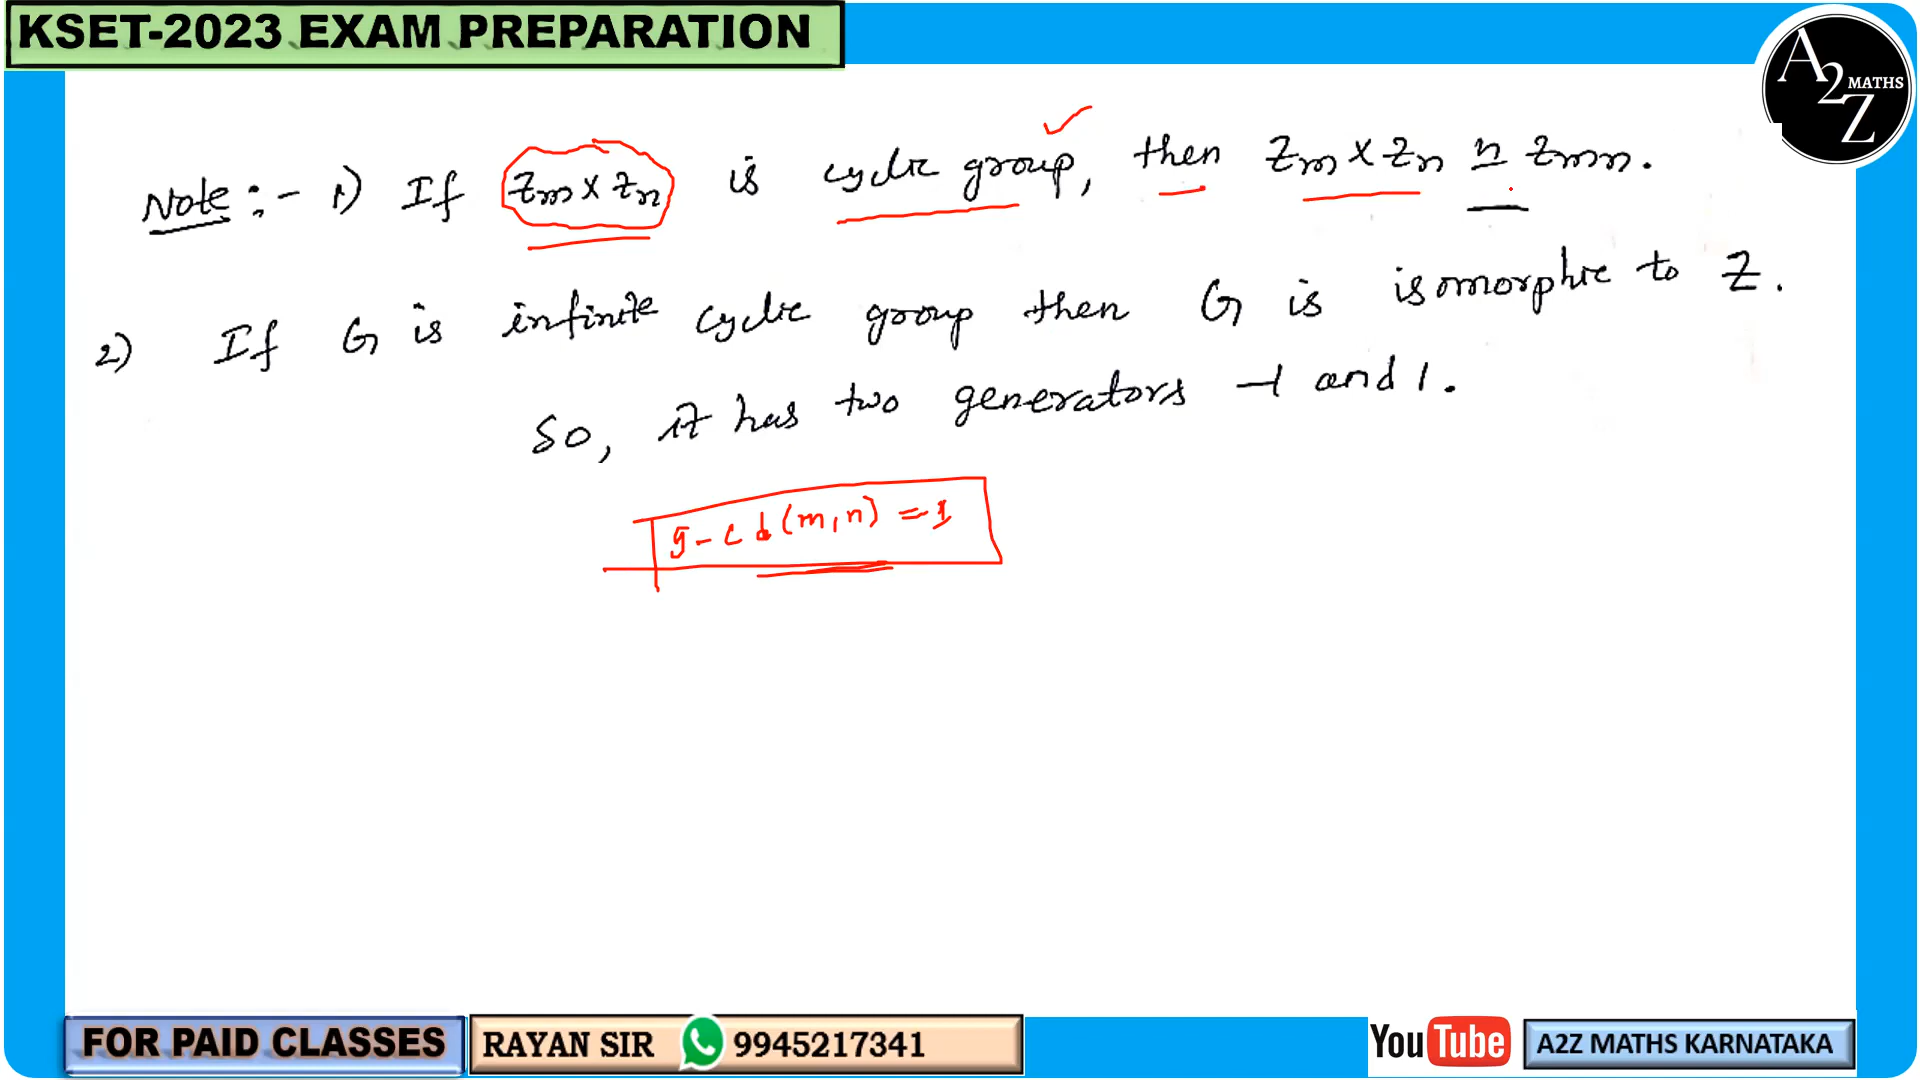 KSET-2023 EXAM PREPARATION
A2Z MATHS
Note :- 1) If Zm x Zn is cyclic group, then Zm x Zn ≅ Zmn.
2) If G is infinite cyclic group then G is isomorphic to Z.
So, it has two generators -1 and 1.
g-cd(m,n) = 1
FOR PAID CLASSES
RAYAN SIR 9945217341
YouTube
A2Z MATHS KARNATAKA